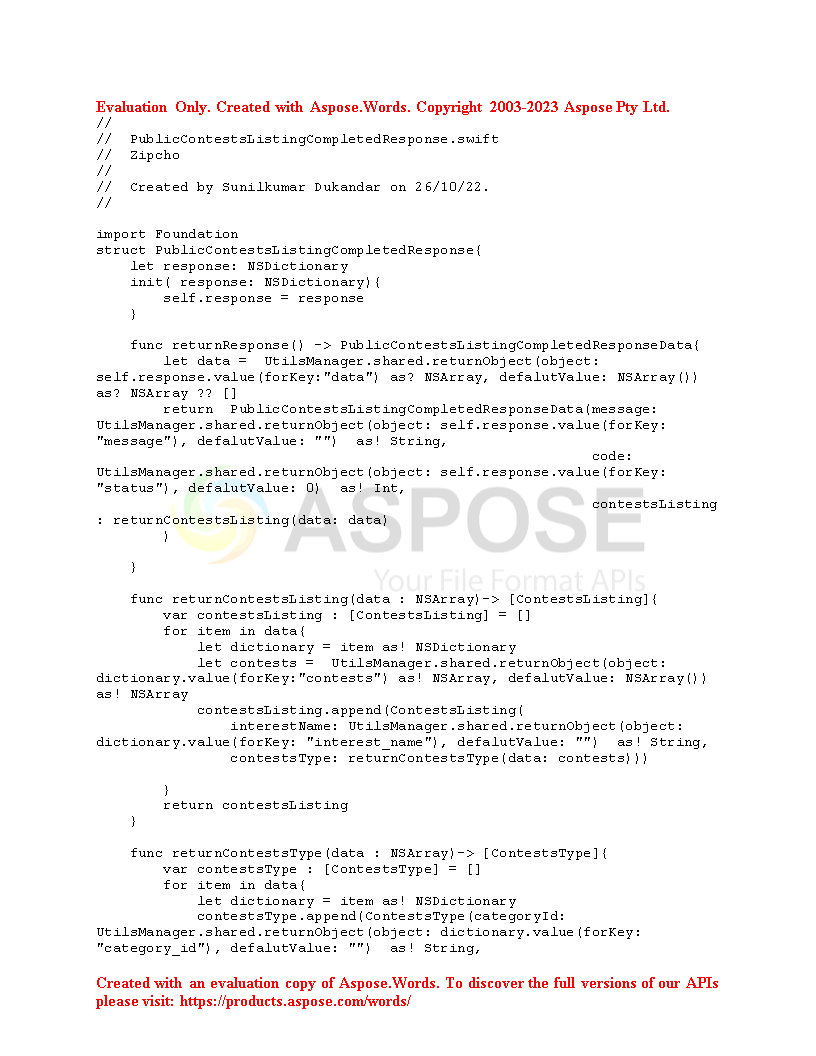 Evaluation Only. Created with Aspose.Words. Copyright 2003-2023 Aspose Pty Ltd.
//
//  PublicContestsListingCompletedResponse.swift
//  Zipcho
//
//  Created by Sunilkumar Dukandar on 26/10/22.
//
import Foundation
struct PublicContestsListingCompletedResponse{
    let response: NSDictionary
    init( response: NSDictionary){
        self.response = response
    }
    func returnResponse() -> PublicContestsListingCompletedResponseData{
        let data =  UtilsManager.shared.returnObject(object:
self.response.value(forKey:"data") as? NSArray, defalutValue: NSArray())
as? NSArray ?? []
        return  PublicContestsListingCompletedResponseData(message:
UtilsManager.shared.returnObject(object: self.response.value(forKey:
"message"), defalutValue: "")  as! String,
code:
UtilsManager.shared.returnObject(object: self.response.value(forKey:
"status"), defalutValue: 0)  as! Int,
contestsListing
: returnContestsListing(data: data)
        )
ASPOSE
Your File Format APIs
    }
    func returnContestsListing(data : NSArray)-> [ContestsListing]{
        var contestsListing : [ContestsListing] = []
        for item in data{
            let dictionary = item as! NSDictionary
            let contests =  UtilsManager.shared.returnObject(object:
dictionary.value(forKey:"contests") as! NSArray, defalutValue: NSArray())
as! NSArray
            contestsListing.append(ContestsListing(
                interestName: UtilsManager.shared.returnObject(object:
dictionary.value(forKey: "interest_name"), defalutValue: "")  as! String,
                contestsType: returnContestsType(data: contests)))
        }
        return contestsListing
    }
    func returnContestsType(data : NSArray)-> [ContestsType]{
        var contestsType : [ContestsType] = []
        for item in data{
            let dictionary = item as! NSDictionary
            contestsType.append(ContestsType(categoryId:
UtilsManager.shared.returnObject(object: dictionary.value(forKey:
"category_id"), defalutValue: "")  as! String,
Created with an evaluation copy of Aspose.Words. To discover the full versions of our APIs
please visit: https://products.aspose.com/words/